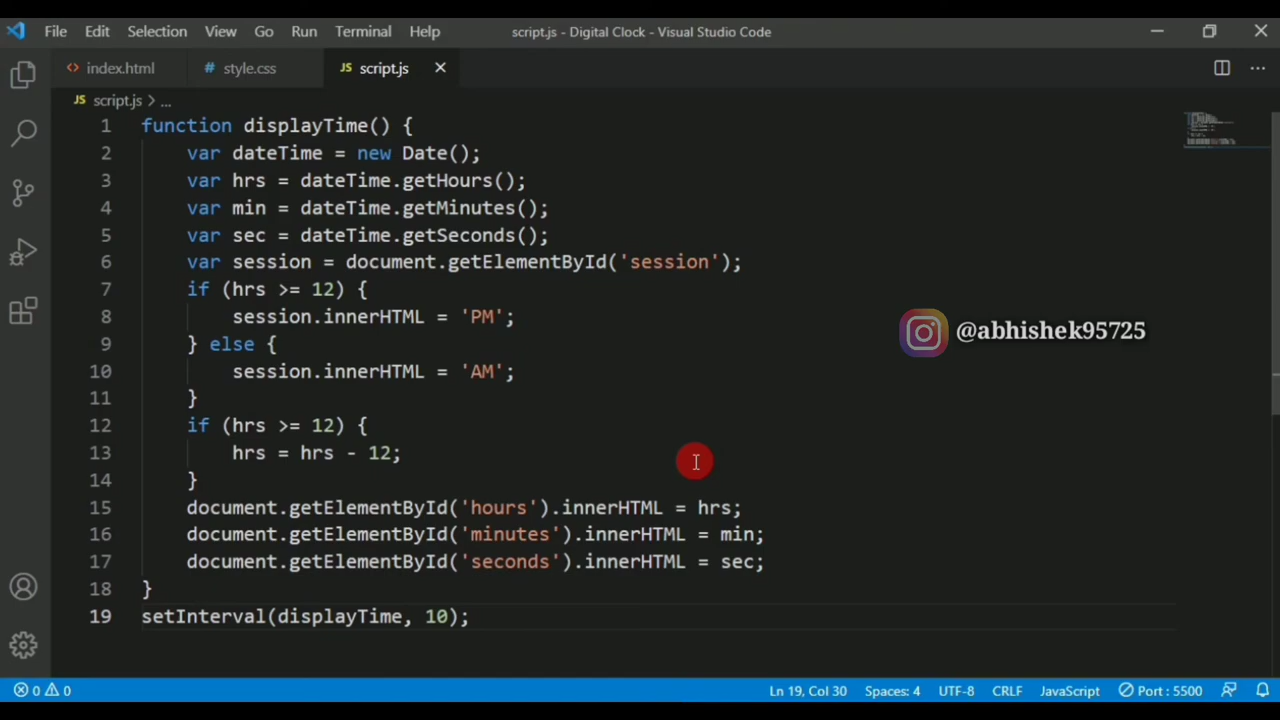 File Edit Selection View Go Run Terminal Help script.js - Digital Clock - Visual Studio Code
<> index.html # style.css JS script.js ×
JS script.js > ...
1 function displayTime() {
2     var dateTime = new Date();
3     var hrs = dateTime.getHours();
4     var min = dateTime.getMinutes();
5     var sec = dateTime.getSeconds();
6     var session = document.getElementById('session');
7     if (hrs >= 12) {
8         session.innerHTML = 'PM';
@abhishek95725
9     } else {
10         session.innerHTML = 'AM';
11     }
12     if (hrs >= 12) {
13         hrs = hrs - 12;
14     }
15     document.getElementById('hours').innerHTML = hrs;
16     document.getElementById('minutes').innerHTML = min;
17     document.getElementById('seconds').innerHTML = sec;
18 }
19 setInterval(displayTime, 10);
0 0 Ln 19, Col 30 Spaces: 4 UTF-8 CRLF JavaScript Port : 5500